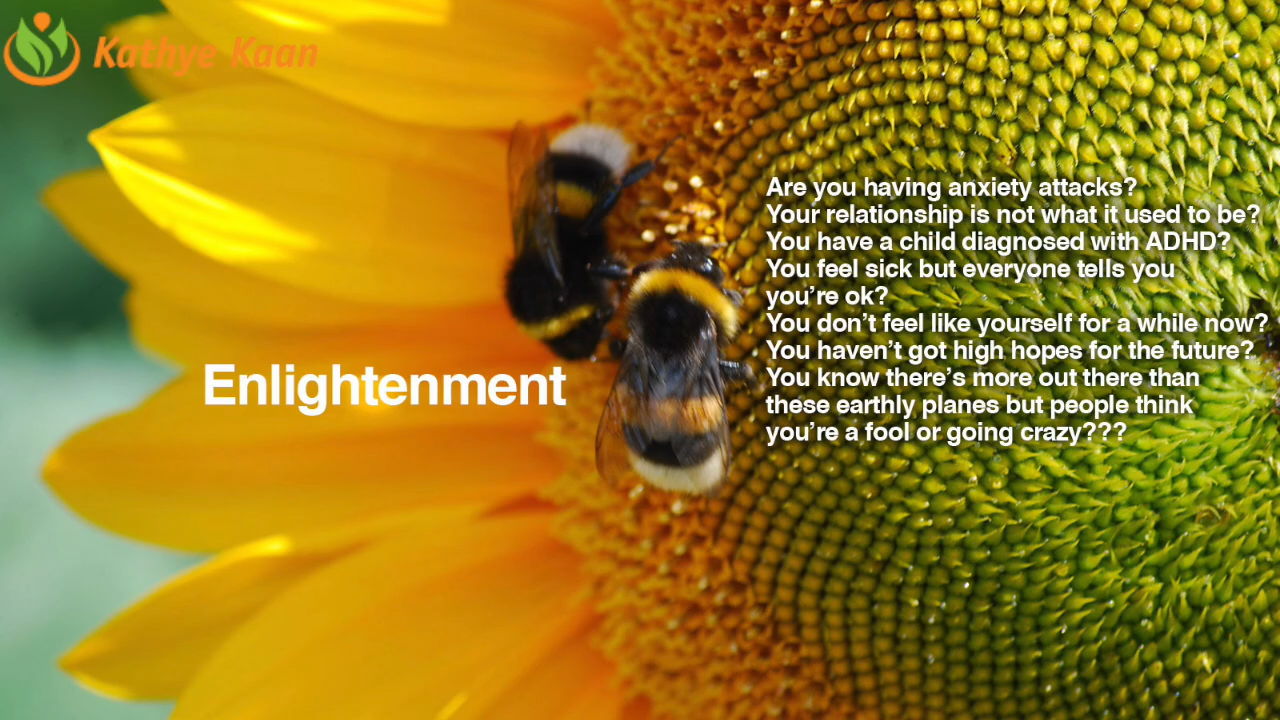 Kathye Kaan
Enlightenment
Are you having anxiety attacks?
Your relationship is not what it used to be?
You have a child diagnosed with ADHD?
You feel sick but everyone tells you
you’re ok?
You don’t feel like yourself for a while now?
You haven’t got high hopes for the future?
You know there’s more out there than
these earthly planes but people think
you’re a fool or going crazy???